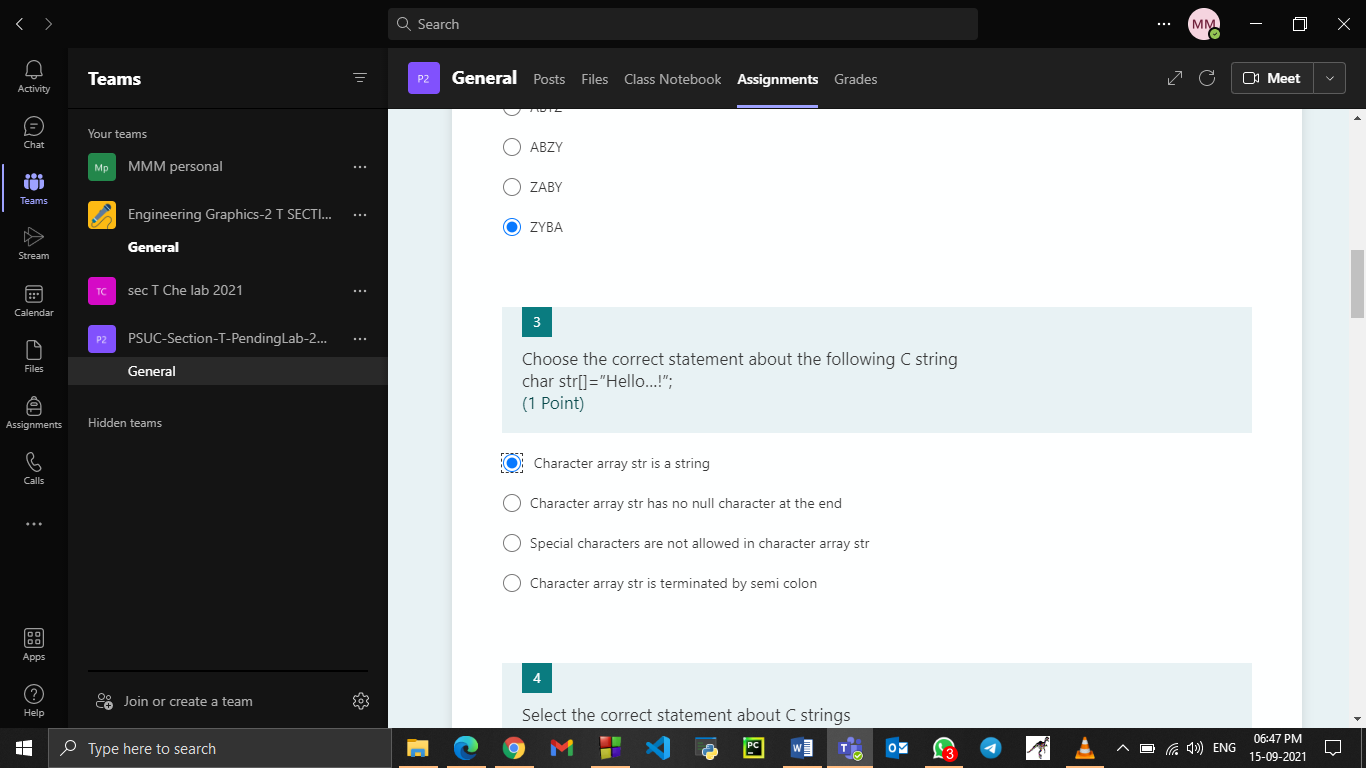 Search
MM
Activity
Chat
Teams
Stream
Calendar
Files
Assignments
Calls
Apps
Help
Teams
Your teams
Mp
MMM personal
Engineering Graphics-2 T SECTI...
General
TC
sec T Che lab 2021
P2
PSUC-Section-T-PendingLab-2...
General
Hidden teams
Join or create a team
P2
General
Posts
Files
Class Notebook
Assignments
Grades
Meet
ABZY
ZABY
ZYBA
3
Choose the correct statement about the following C string
char str[]=”Hello...!”;
(1 Point)
Character array str is a string
Character array str has no null character at the end
Special characters are not allowed in character array str
Character array str is terminated by semi colon
4
Select the correct statement about C strings
Type here to search
PC
3
ENG
06:47 PM
15-09-2021